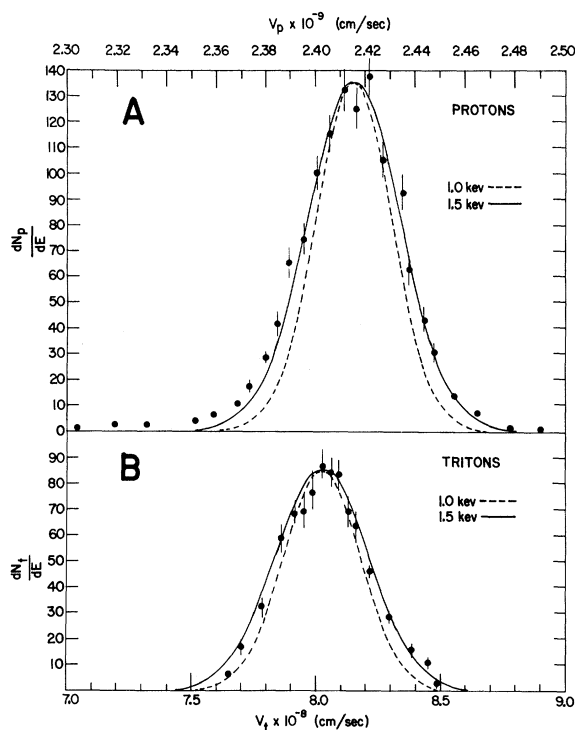 V_p x 10^-9 (cm/sec)
2.30 2.32 2.34 2.36 2.38 2.40 2.42 2.44 2.46 2.48 2.50
140
130
120
110
100
90
80
70
60
50
40
30
20
10
0
dN_p
dE
A
PROTONS
1.0 kev
1.5 kev
B
TRITONS
1.0 kev
1.5 kev
90
80
70
60
50
40
30
20
10
dN_t
dE
7.0 7.5 8.0 8.5 9.0
V_t x 10^-8 (cm/sec)